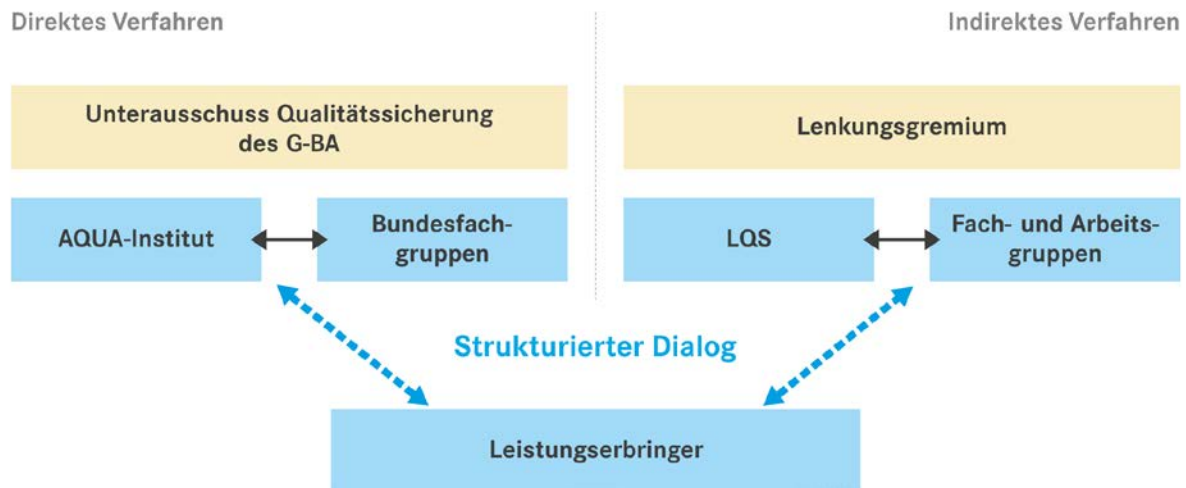 Direktes Verfahren
Indirektes Verfahren
Unterausschuss Qualitätssicherung
des G-BA
Lenkungsgremium
AQUA-Institut
Bundesfach-
gruppen
LQS
Fach- und Arbeits-
gruppen
Strukturierter Dialog
Leistungserbringer